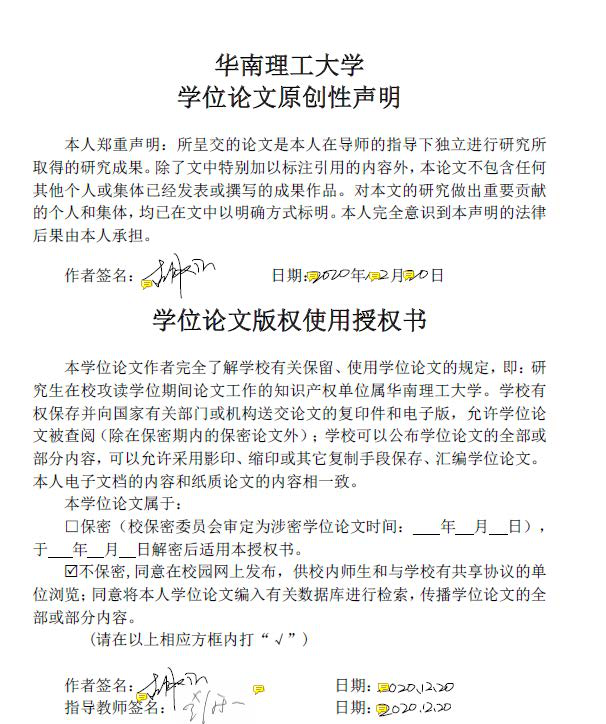 华南理工大学
学位论文原创性声明
本人郑重声明：所呈交的论文是本人在导师的指导下独立进行研究所
取得的研究成果。除了文中特别加以标注引用的内容外，本论文不包含任何
其他个人或集体已经发表或撰写的成果作品。对本文的研究做出重要贡献
的个人和集体，均已在文中以明确方式标明。本人完全意识到本声明的法律
后果由本人承担。
作者签名： 日期：2020年12月20日
学位论文版权使用授权书
本学位论文作者完全了解学校有关保留、使用学位论文的规定，即：研
究生在校攻读学位期间论文工作的知识产权单位属华南理工大学。学校有
权保存并向国家有关部门或机构送交论文的复印件和电子版，允许学位论
文被查阅（除在保密期内的保密论文外）；学校可以公布学位论文的全部或
部分内容，可以允许采用影印、缩印或其它复制手段保存、汇编学位论文。
本人电子文档的内容和纸质论文的内容相一致。
本学位论文属于：
☐保密（校保密委员会审定为涉密学位论文时间：___年__月__日），
于___年__月__日解密后适用本授权书。
☑不保密,同意在校园网上发布，供校内师生和与学校有共享协议的单
位浏览；同意将本人学位论文编入有关数据库进行检索，传播学位论文的全
部或部分内容。
(请在以上相应方框内打“√”)
作者签名： 日期：2020.12.20
指导教师签名： 日期：2020.12.20